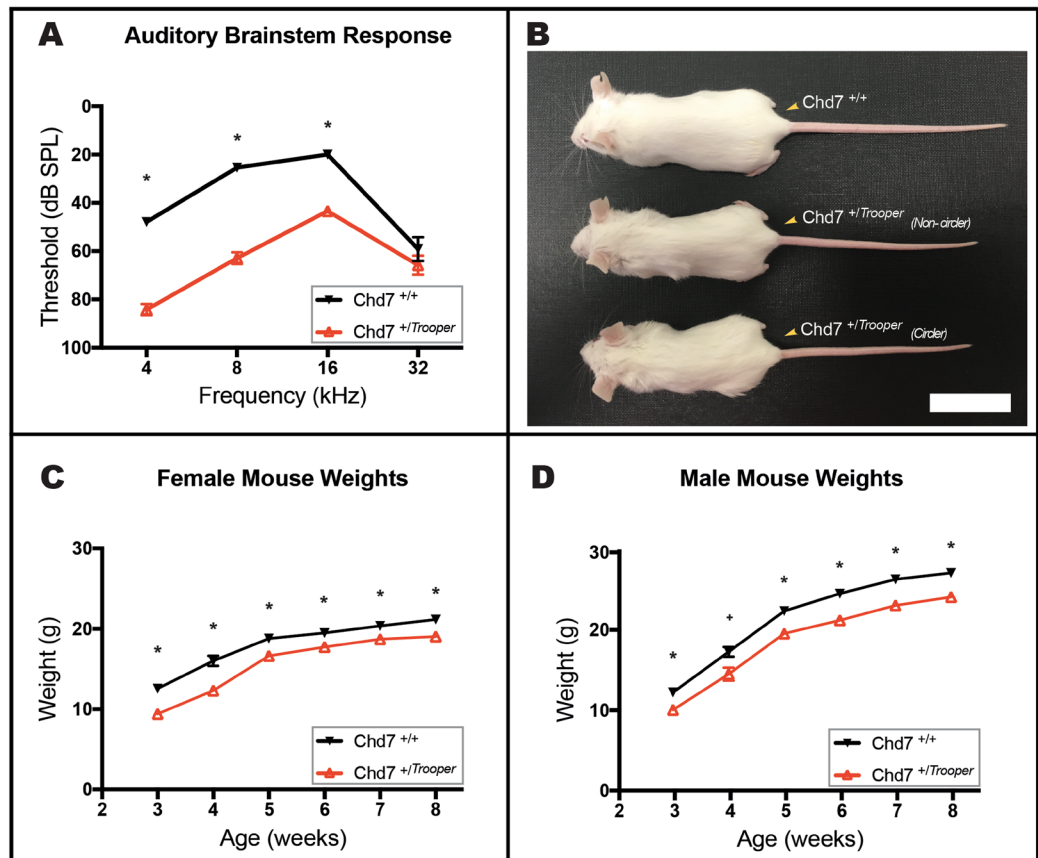 A
Auditory Brainstem Response
0
20
40
60
80
100
Threshold (dB SPL)
*
*
*
Chd7 +/+
Chd7 +/Trooper
4 8 16 32
Frequency (kHz)
B
Chd7 +/+
Chd7 +/Trooper (Non-circler)
Chd7 +/Trooper (Circler)
C
Female Mouse Weights
30
20
10
0
Weight (g)
* * * * * *
Chd7 +/+
Chd7 +/Trooper
2 3 4 5 6 7 8
Age (weeks)
D
Male Mouse Weights
30
20
10
0
Weight (g)
* + * * * *
Chd7 +/+
Chd7 +/Trooper
2 3 4 5 6 7 8
Age (weeks)